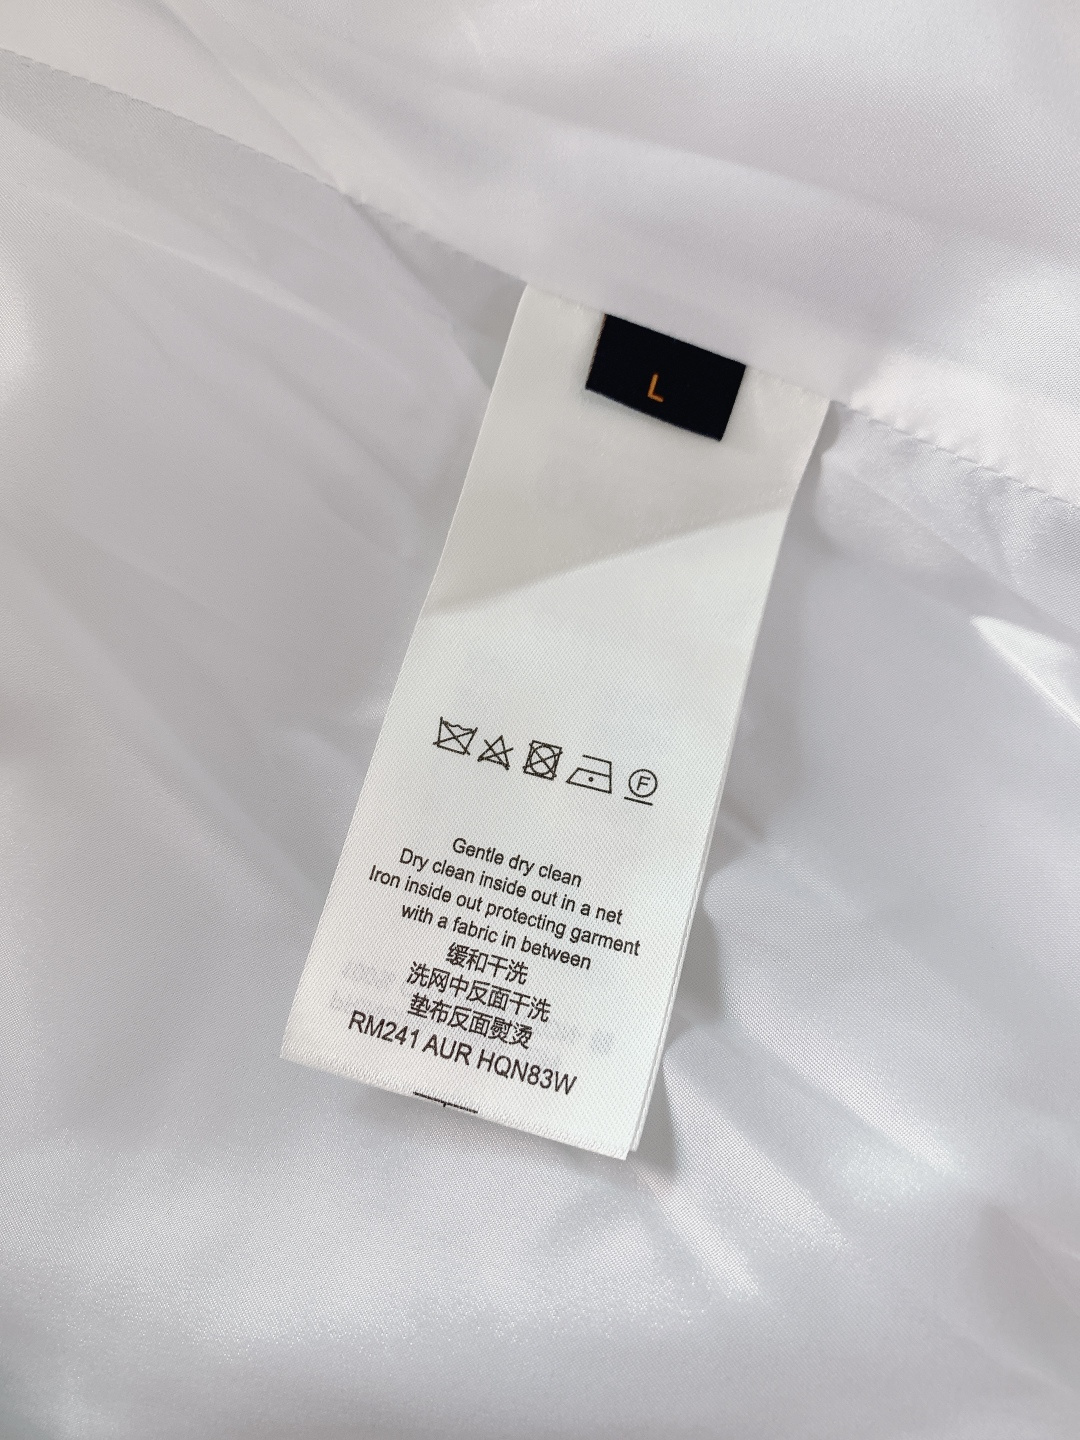 L
F
Gentle dry clean
Dry clean inside out in a net
Iron inside out protecting garment
with a fabric in between
缓和干洗
洗网中反面干洗
垫布反面熨烫
RM241 AUR HQN83W